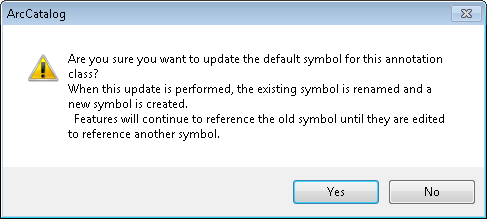 ArcCatalog
Are you sure you want to update the default symbol for this annotation
class?
When this update is performed, the existing symbol is renamed and a
new symbol is created.
Features will continue to reference the old symbol until they are edited
to reference another symbol.
Yes
No